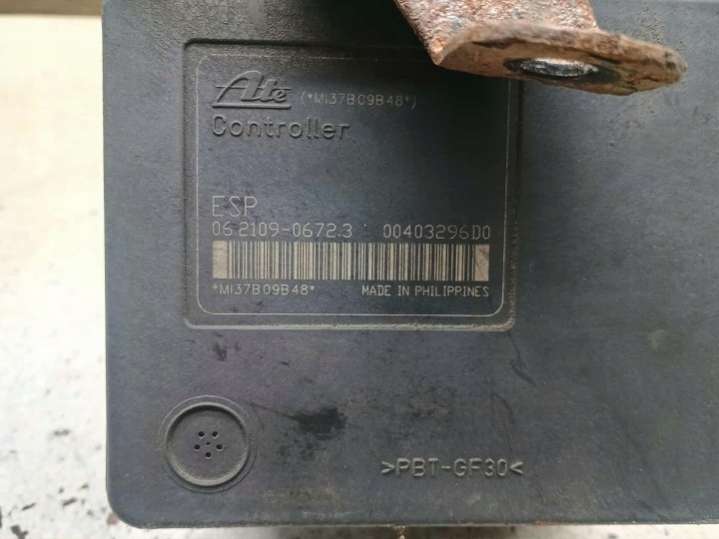 Ate (*MI37B09B48*)
Controller
ESP
06.2109-0672.3 00403296D0
*MI37B09B48* MADE IN PHILIPPINES
>PBT-GF30<